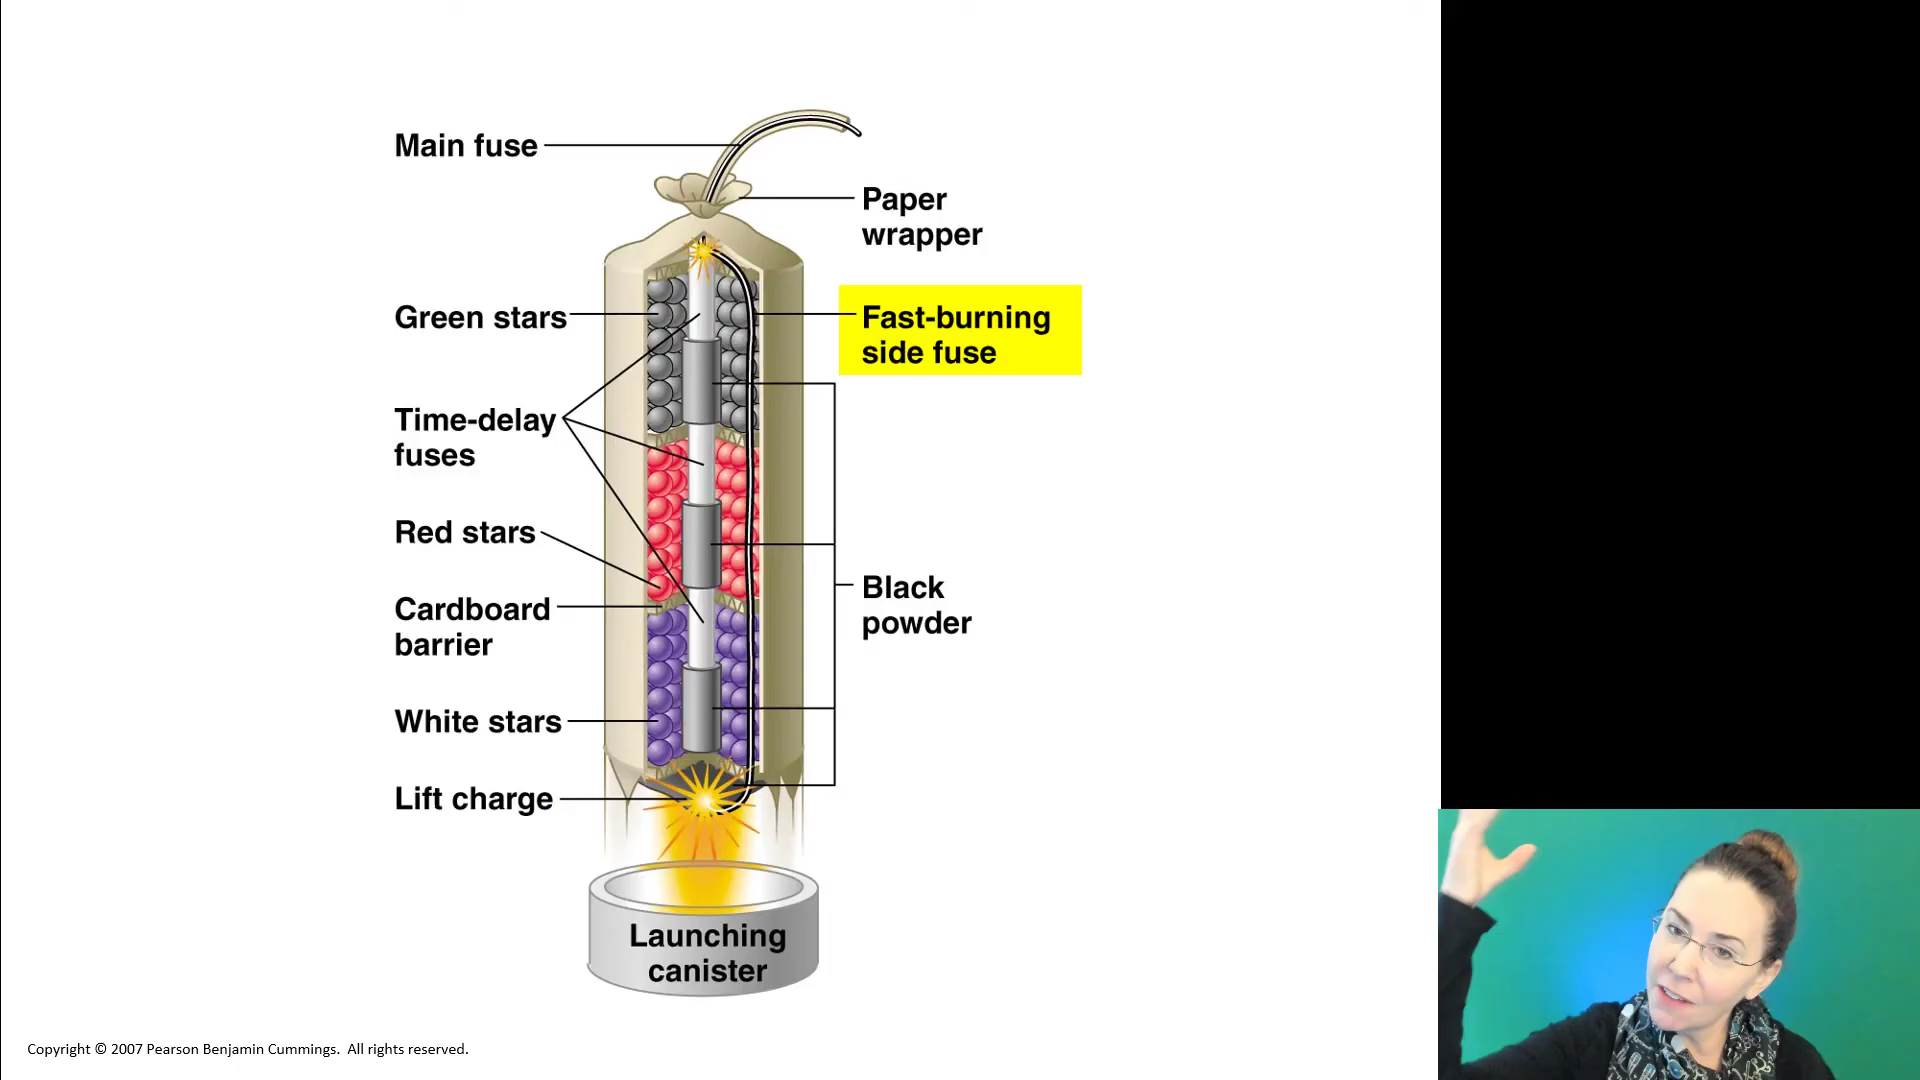 Main fuse
Paper
wrapper
Green stars
Fast-burning
side fuse
Time-delay
fuses
Red stars
Black
powder
Cardboard
barrier
White stars
Lift charge
Launching
canister
Copyright © 2007 Pearson Benjamin Cummings. All rights reserved.